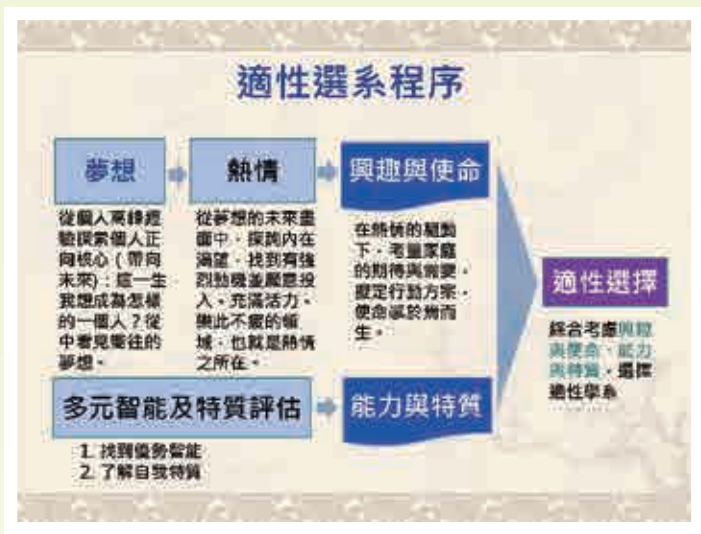 適性選系程序
夢想
熱情
興趣與使命
從個人高鋒經
驗探索個人正
向核心(帶向
未來):這一生
我想成為怎樣
的一個人?從
中看見嚮往的
夢想。
從夢想的未來畫
面中,探詢內在
渴望,找到有強
烈動機並願意投
入,充滿活力,
樂此不疲的領
域,也就是熱情
之所在。
在熱情的驅動
下,考量家庭
的期待與需要,
擬定行動方案,
使命感於焉而
生。
適性選擇
綜合考慮興趣
與使命、能力
與特質,選擇
適性學系
多元智能及特質評估
能力與特質
1. 找到優勢智能
2. 了解自我特質